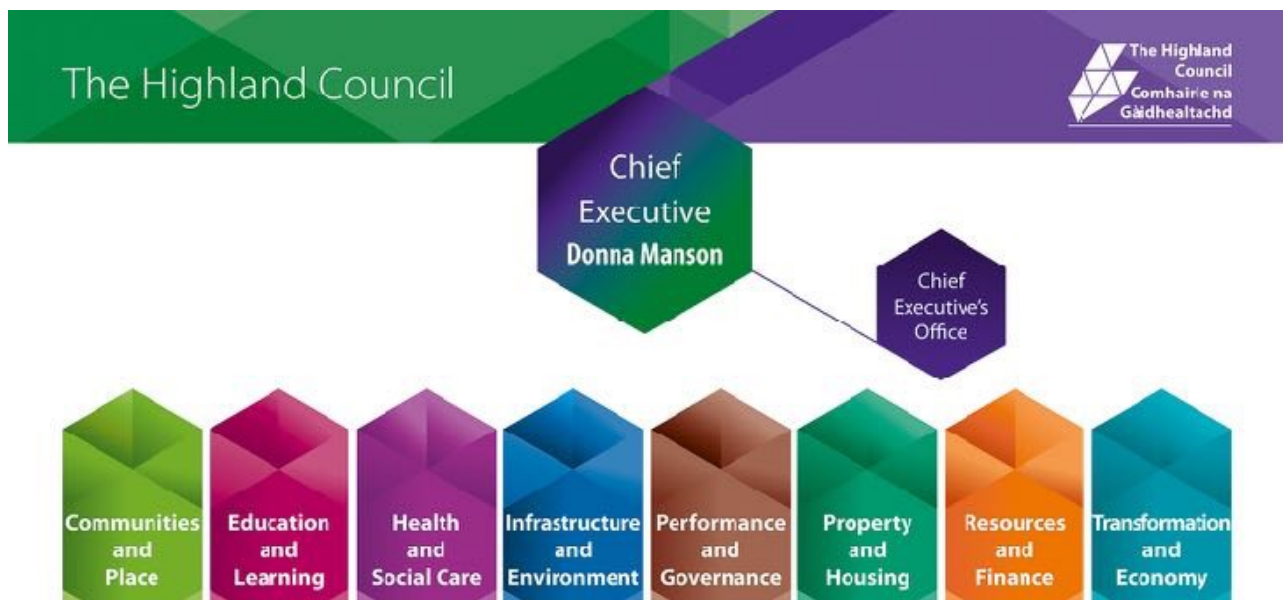 The Highland Council
The Highland
Council
Comhairle na
Gàidhealtachd
Chief
Executive
Donna Manson
Chief
Executive's
Office
Communities
and
Place
Education
and
Learning
Health
and
Social Care
Infrastructure
and
Environment
Performance
and
Governance
Property
and
Housing
Resources
and
Finance
Transformation
and
Economy